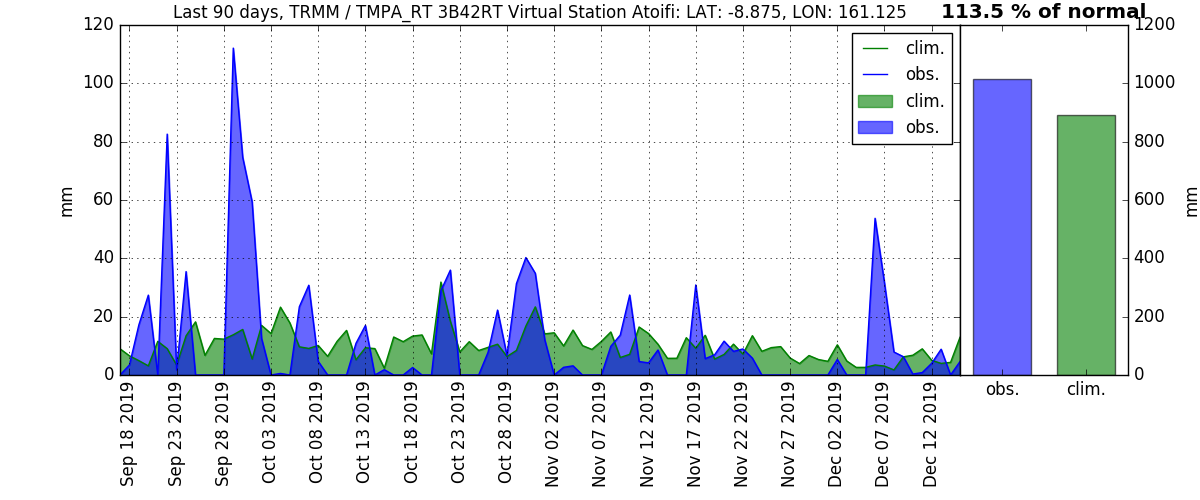 Last 90 days, TRMM / TMPA_RT 3B42RT Virtual Station Atoifi: LAT: -8.875, LON: 161.125
113.5 % of normal
120
100
80
60
40
20
0
mm
clim.
obs.
clim.
obs.
1200
1000
800
600
400
200
0
mm
obs.
clim.
Sep 18 2019
Sep 23 2019
Sep 28 2019
Oct 03 2019
Oct 08 2019
Oct 13 2019
Oct 18 2019
Oct 23 2019
Oct 28 2019
Nov 02 2019
Nov 07 2019
Nov 12 2019
Nov 17 2019
Nov 22 2019
Nov 27 2019
Dec 02 2019
Dec 07 2019
Dec 12 2019